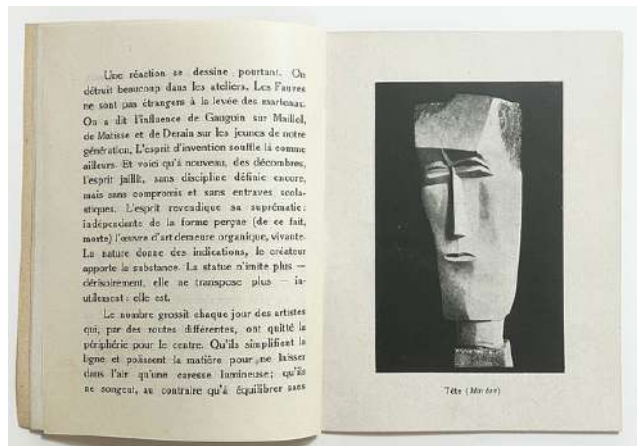 Une réaction se dessine pourtant. On
détruit beaucoup dans les ateliers. Les Fauves
ne sont pas étrangers à la levée des marteaux.
On a dit l'influence de Gauguin sur Maillol,
de Matisse et de Derain sur les jeunes de notre
génération. L'esprit d'invention souffle là comme
ailleurs. Et voici qu'à nouveau, des décombres,
l'esprit jaillit, sans discipline définie encore,
mais sans compromis et sans entraves scola-
stiques. L'esprit revendique sa suprématie :
indépendante de la forme perçue (de ce fait,
morte) l'œuvre d'art demeure organique, vivante.
La nature donne des indications, le créateur
apporte la substance. La statue n'imite plus —
dérisoirement, elle ne transpose plus — in-
utilement : elle est.
Le nombre grossit chaque jour des artistes
qui, par des routes différentes, ont quitté la
périphérie pour le centre. Qu'ils simplifient la
ligne et polissent la matière pour ne laisser
dans l'air qu'une caresse lumineuse ; qu'ils
ne songent, au contraire qu'à équilibrer sans
Tête (Marbre)